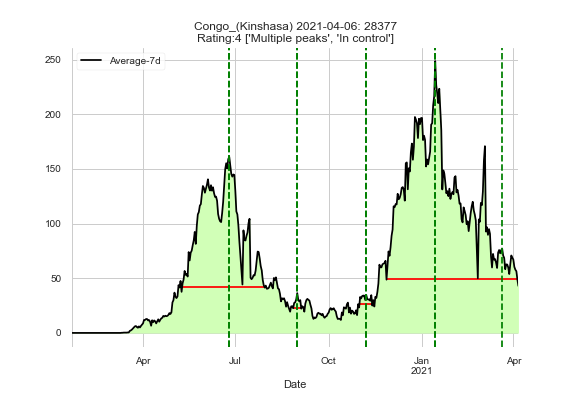 Congo_(Kinshasa) 2021-04-06: 28377
Rating:4 ['Multiple peaks', 'In control']
Average-7d
250
200
150
100
50
0
Apr
Jul
Oct
Jan
2021
Apr
Date